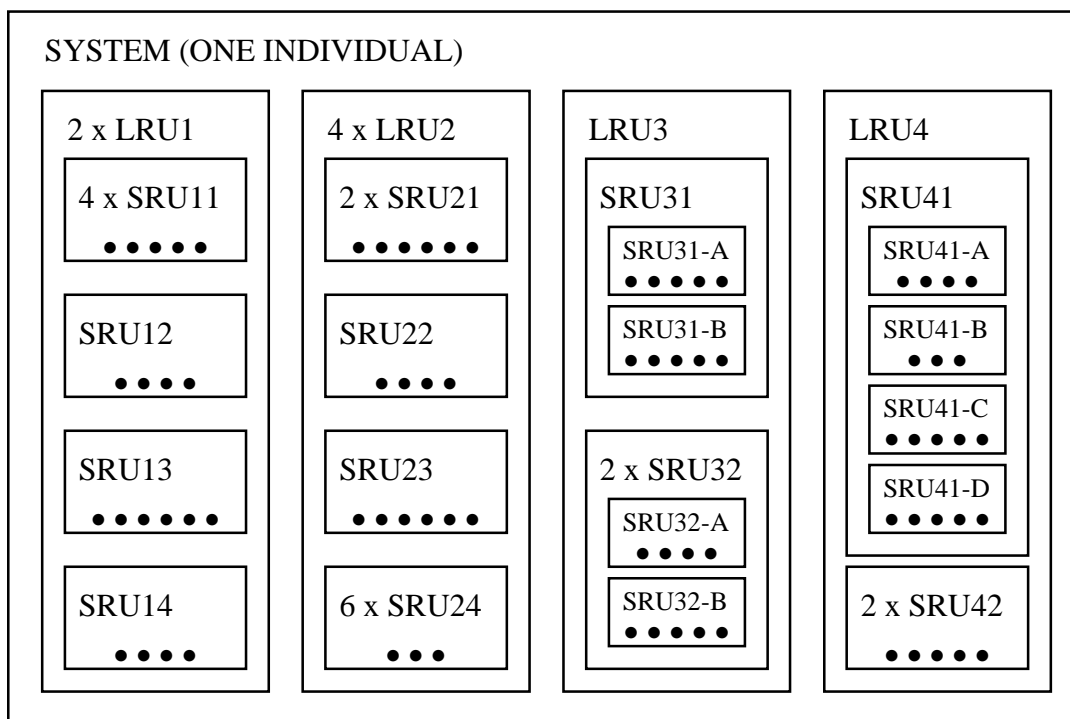 SYSTEM (ONE INDIVIDUAL)
2 x LRU1
4 x SRU11
SRU12
SRU13
SRU14
4 x LRU2
2 x SRU21
SRU22
SRU23
6 x SRU24
LRU3
SRU31
SRU31-A
SRU31-B
2 x SRU32
SRU32-A
SRU32-B
LRU4
SRU41
SRU41-A
SRU41-B
SRU41-C
SRU41-D
2 x SRU42